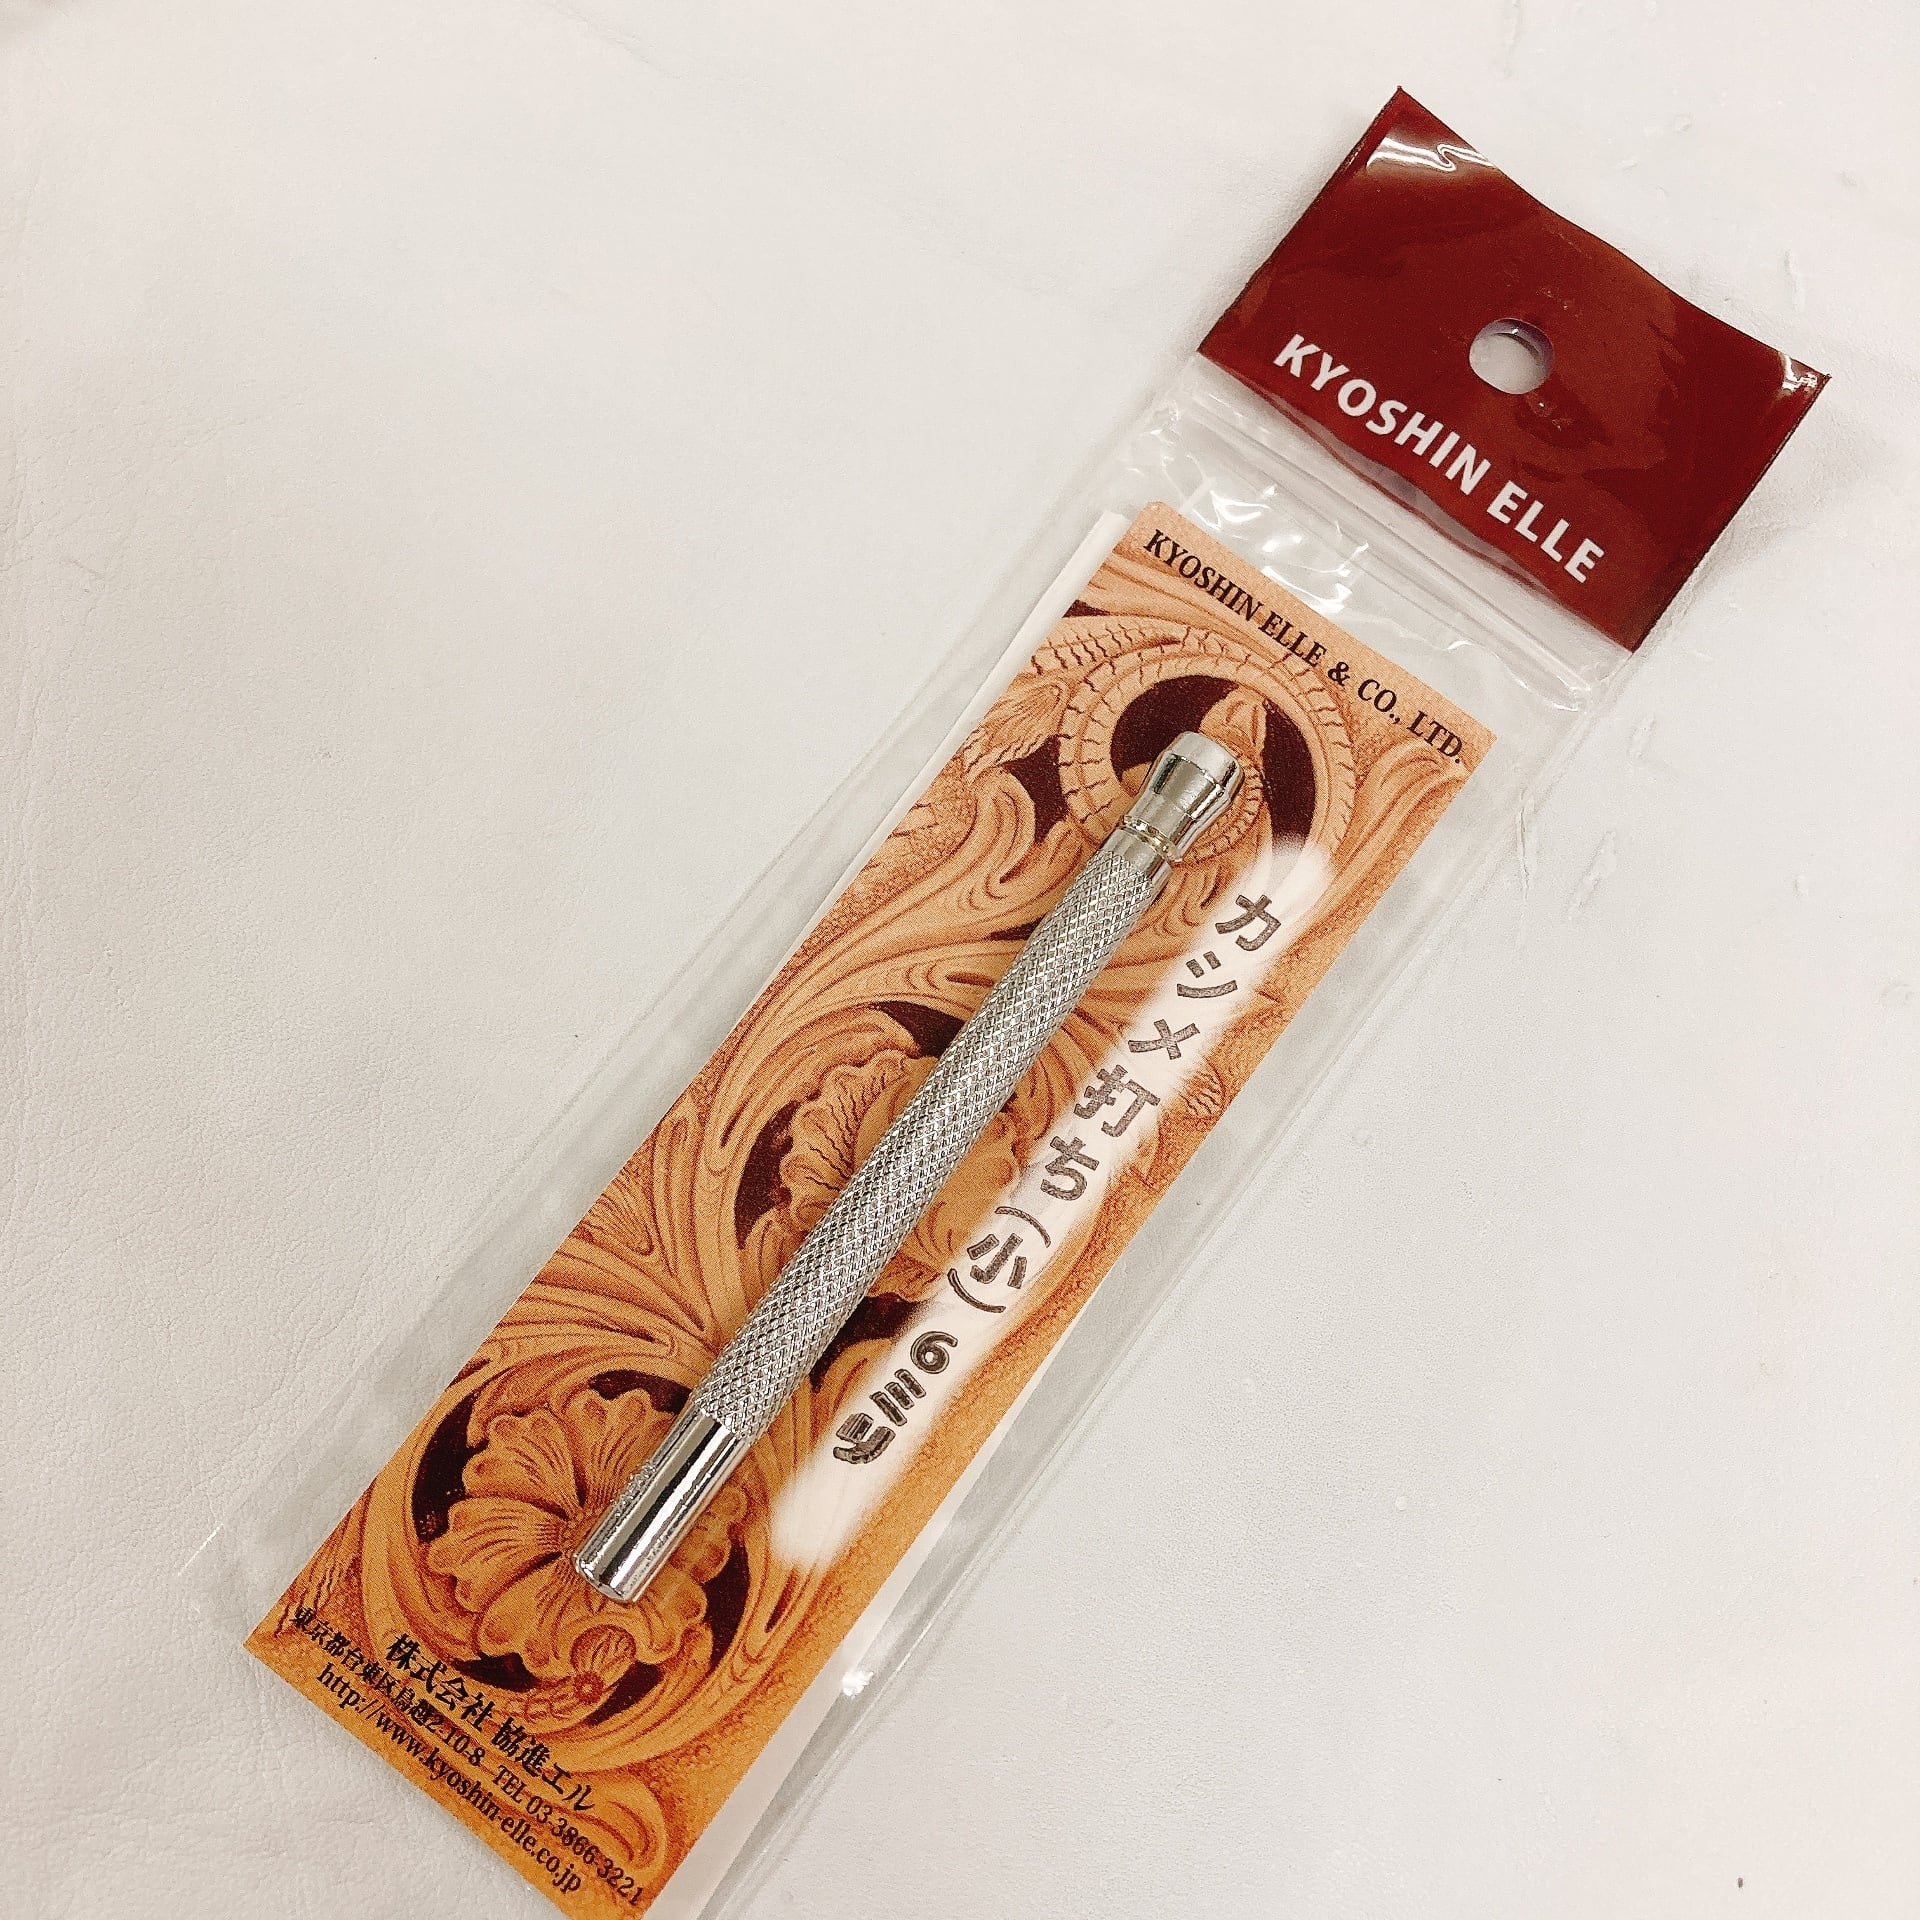 KYOSHIN ELLE
KYOSHIN ELLE & CO., LTD.
カシメ打ち(小) 6ミリ
株式会社 協進エル
東京都台東区鳥越2-10-8 TEL 03-3866-3221
http://www.kyoshin-elle.co.jp